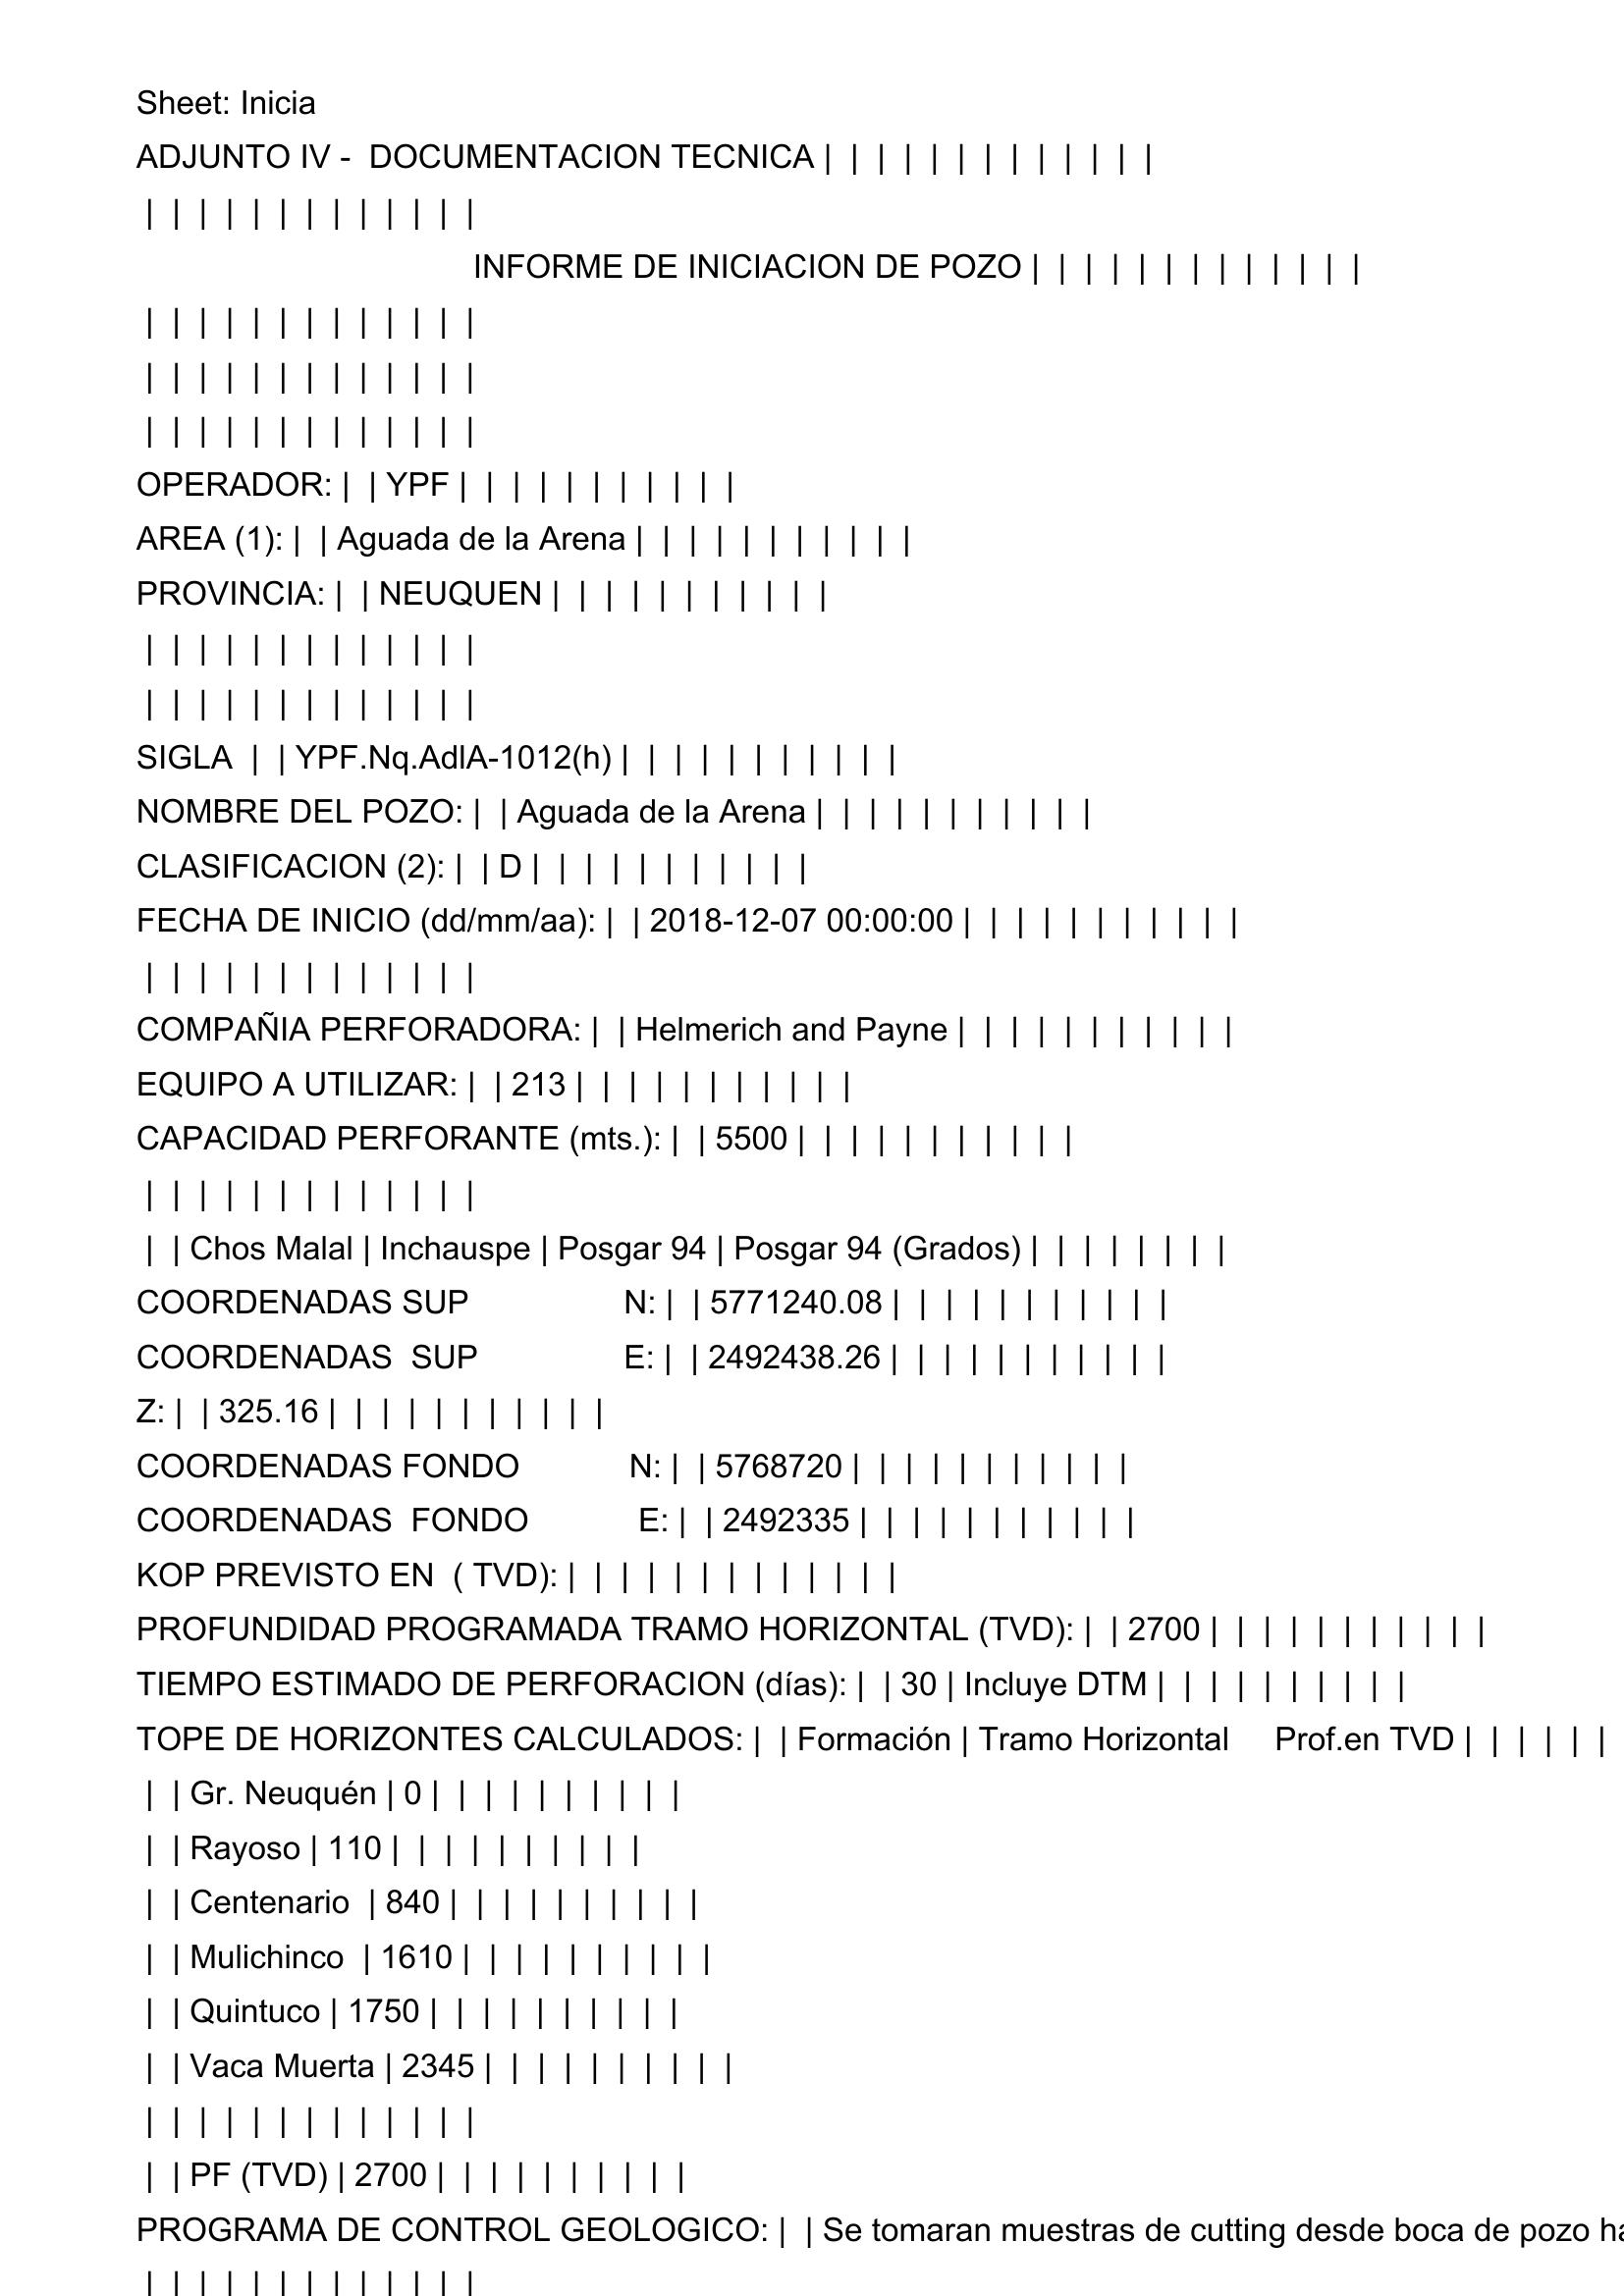 Sheet: Inicia
ADJUNTO IV -  DOCUMENTACION TECNICA |  |  |  |  |  |  |  |  |  |  |  |  |
 |  |  |  |  |  |  |  |  |  |  |  |  |
INFORME DE INICIACION DE POZO |  |  |  |  |  |  |  |  |  |  |  |  |
 |  |  |  |  |  |  |  |  |  |  |  |  |
 |  |  |  |  |  |  |  |  |  |  |  |  |
 |  |  |  |  |  |  |  |  |  |  |  |  |
OPERADOR: |  | YPF |  |  |  |  |  |  |  |  |  |  |
AREA (1): |  | Aguada de la Arena |  |  |  |  |  |  |  |  |  |  |
PROVINCIA: |  | NEUQUEN |  |  |  |  |  |  |  |  |  |  |
 |  |  |  |  |  |  |  |  |  |  |  |  |
 |  |  |  |  |  |  |  |  |  |  |  |  |
SIGLA  |  | YPF.Nq.AdlA-1012(h) |  |  |  |  |  |  |  |  |  |  |
NOMBRE DEL POZO: |  | Aguada de la Arena |  |  |  |  |  |  |  |  |  |  |
CLASIFICACION (2): |  | D |  |  |  |  |  |  |  |  |  |  |
FECHA DE INICIO (dd/mm/aa): |  | 2018-12-07 00:00:00 |  |  |  |  |  |  |  |  |  |  |
 |  |  |  |  |  |  |  |  |  |  |  |  |
COMPAÑIA PERFORADORA: |  | Helmerich and Payne |  |  |  |  |  |  |  |  |  |  |
EQUIPO A UTILIZAR: |  | 213 |  |  |  |  |  |  |  |  |  |  |
CAPACIDAD PERFORANTE (mts.): |  | 5500 |  |  |  |  |  |  |  |  |  |  |
 |  |  |  |  |  |  |  |  |  |  |  |  |
 |  | Chos Malal | Inchauspe | Posgar 94 | Posgar 94 (Grados) |  |  |  |  |  |  |  |
COORDENADAS SUP                 N: |  | 5771240.08 |  |  |  |  |  |  |  |  |  |  |
COORDENADAS  SUP                E: |  | 2492438.26 |  |  |  |  |  |  |  |  |  |  |
Z: |  | 325.16 |  |  |  |  |  |  |  |  |  |  |
COORDENADAS FONDO            N: |  | 5768720 |  |  |  |  |  |  |  |  |  |  |
COORDENADAS  FONDO            E: |  | 2492335 |  |  |  |  |  |  |  |  |  |  |
KOP PREVISTO EN  ( TVD): |  |  |  |  |  |  |  |  |  |  |  |  |
PROFUNDIDAD PROGRAMADA TRAMO HORIZONTAL (TVD): |  | 2700 |  |  |  |  |  |  |  |  |  |  |
TIEMPO ESTIMADO DE PERFORACION (días): |  | 30 | Incluye DTM |  |  |  |  |  |  |  |  |  |
TOPE DE HORIZONTES CALCULADOS: |  | Formación | Tramo Horizontal     Prof.en TVD |  |  |  |  |  |
 |  | Gr. Neuquén | 0 |  |  |  |  |  |  |  |  |  |
 |  | Rayoso | 110 |  |  |  |  |  |  |  |  |  |
 |  | Centenario  | 840 |  |  |  |  |  |  |  |  |  |
 |  | Mulichinco  | 1610 |  |  |  |  |  |  |  |  |  |
 |  | Quintuco | 1750 |  |  |  |  |  |  |  |  |  |
 |  | Vaca Muerta | 2345 |  |  |  |  |  |  |  |  |  |
 |  |  |  |  |  |  |  |  |  |  |  |  |
 |  | PF (TVD) | 2700 |  |  |  |  |  |  |  |  |  |
PROGRAMA DE CONTROL GEOLOGICO: |  | Se tomaran muestras de cutting desde boca de pozo
 |  |  |  |  |  |  |  |  |  |  |  |  |